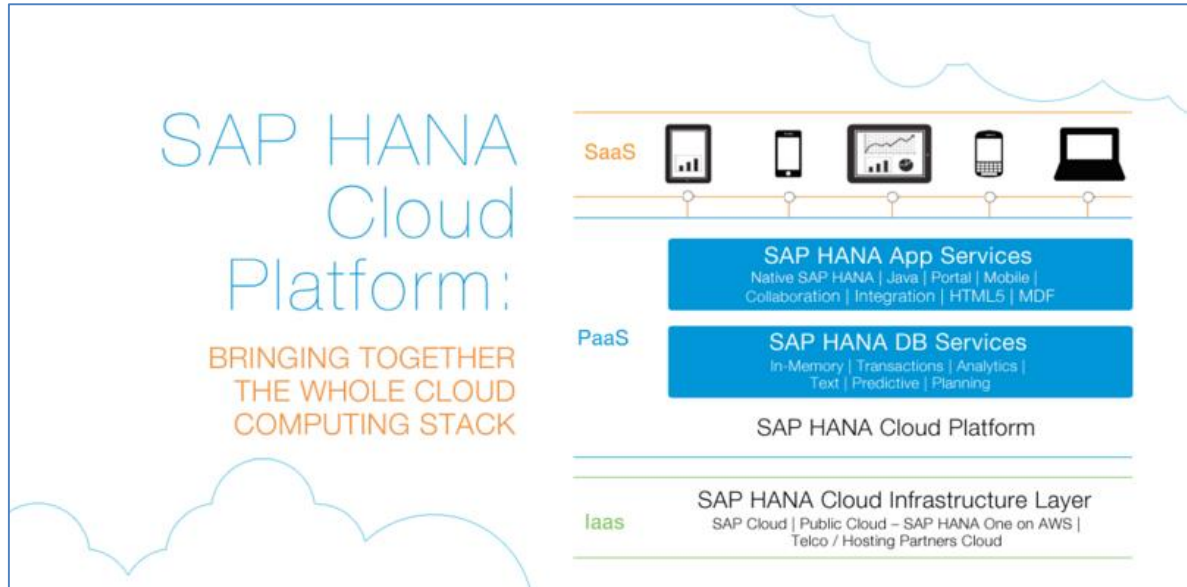 SAP HANA
Cloud
Platform:
BRINGING TOGETHER
THE WHOLE CLOUD
COMPUTING STACK
SaaS
SAP HANA App Services
Native SAP HANA | Java | Portal | Mobile |
Collaboration | Integration | HTML5 | MDF
PaaS
SAP HANA DB Services
In-Memory | Transactions | Analytics |
Text | Predictive | Planning
SAP HANA Cloud Platform
Iaas
SAP HANA Cloud Infrastructure Layer
SAP Cloud | Public Cloud – SAP HANA One on AWS |
Telco / Hosting Partners Cloud